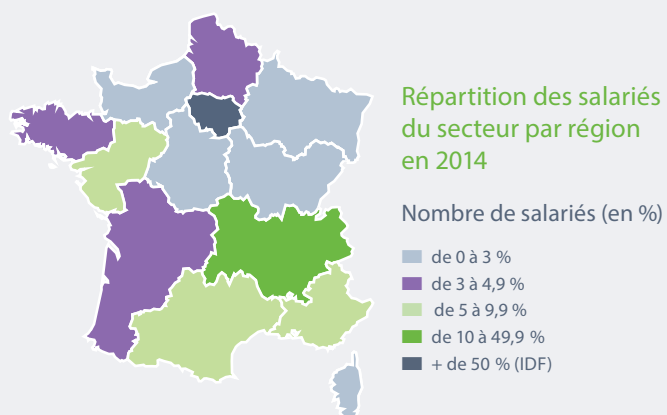 Répartition des salariés
du secteur par région
en 2014
Nombre de salariés (en %)
de 0 à 3 %
de 3 à 4,9 %
de 5 à 9,9 %
de 10 à 49,9 %
+ de 50 % (IDF)